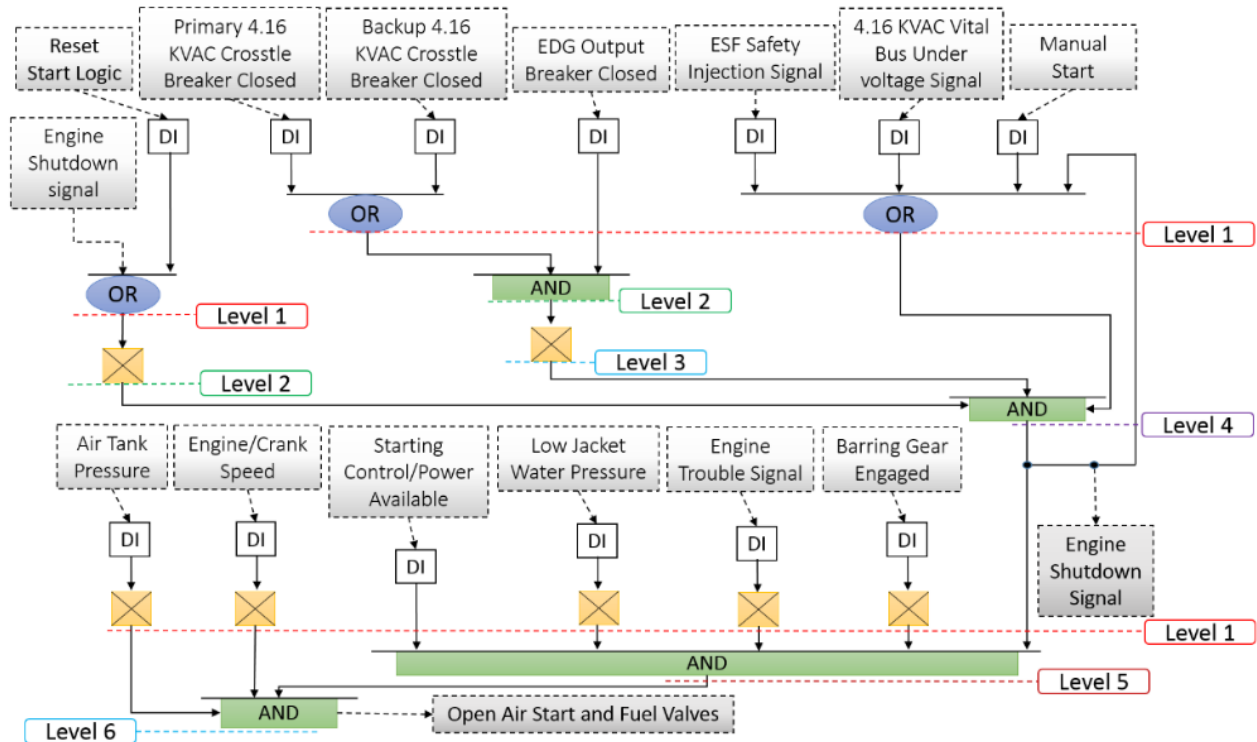 Reset
Start Logic
Primary 4.16
KVAC Crosstle
Breaker Closed
Backup 4.16
KVAC Crosstle
Breaker Closed
EDG Output
Breaker Closed
ESF Safety
Injection Signal
4.16 KVAC Vital
Bus Under
voltage Signal
Manual
Start
Engine
Shutdown
signal
DI
DI
DI
DI
DI
DI
DI
OR
OR
Level 1
OR
AND
Level 1
Level 2
Level 3
Level 2
AND
Level 4
Air Tank
Pressure
Engine/Crank
Speed
Starting
Control/Power
Available
Low Jacket
Water Pressure
Engine
Trouble Signal
Barring Gear
Engaged
DI
DI
DI
DI
DI
DI
Engine
Shutdown
Signal
Level 1
AND
Level 5
AND
Open Air Start and Fuel Valves
Level 6